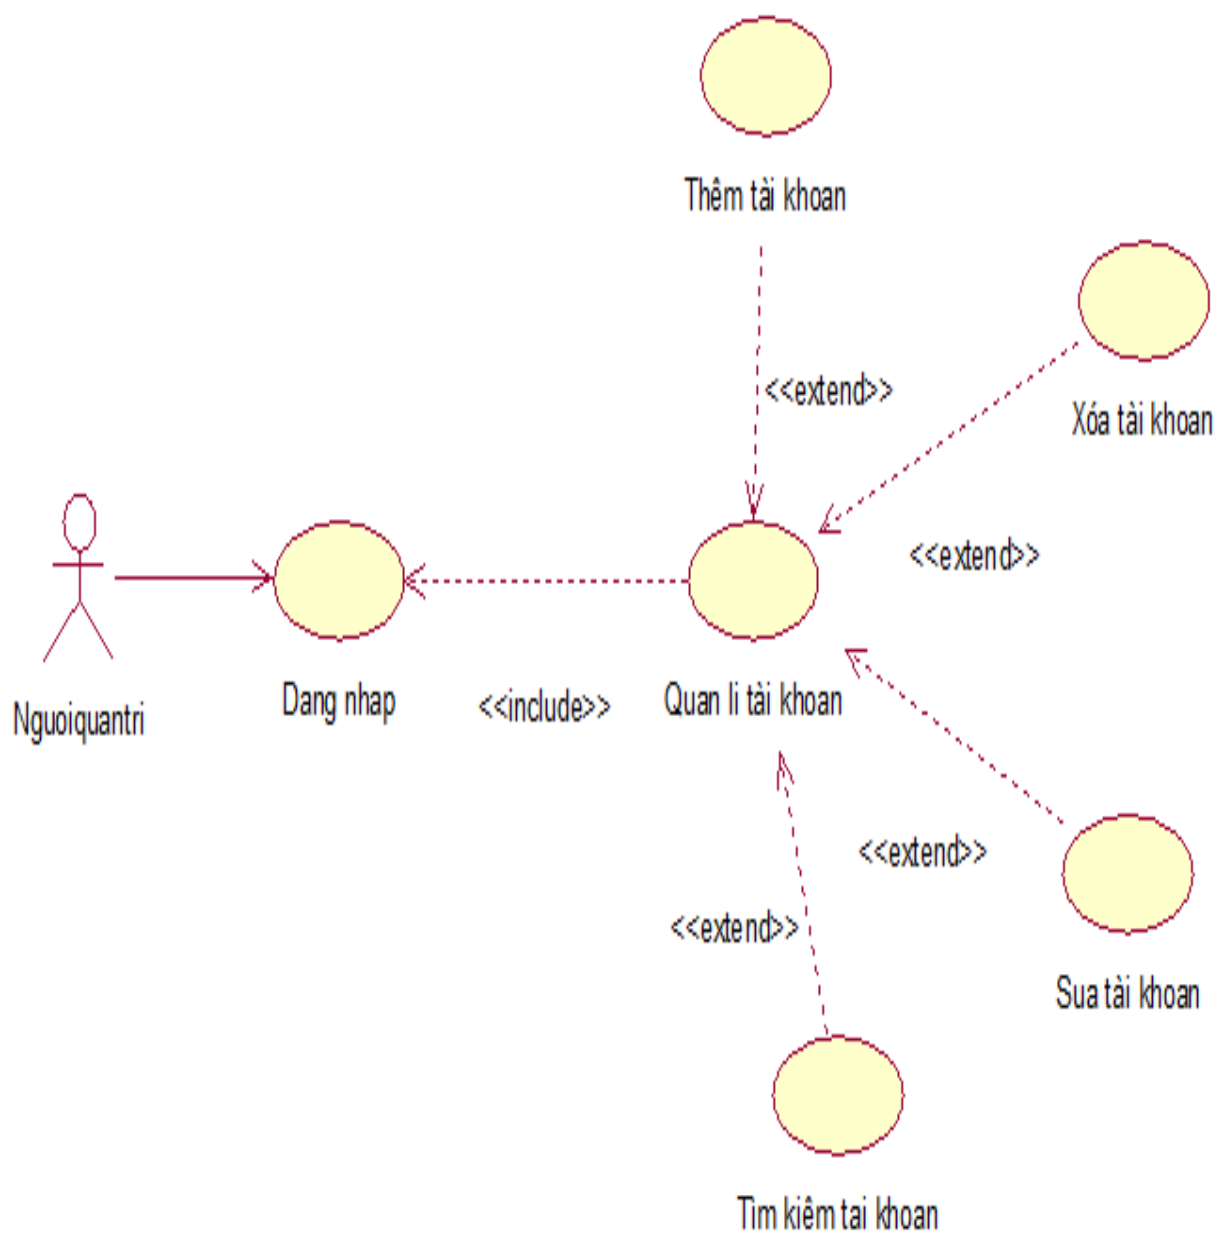 Thêm tài khoan
<<extend>>
Xóa tài khoan
<<extend>>
Nguoiquantri
Dang nhap
<<include>>
Quan li tài khoan
<<extend>>
<<extend>>
Sua tài khoan
Tìm kiêm tai khoan